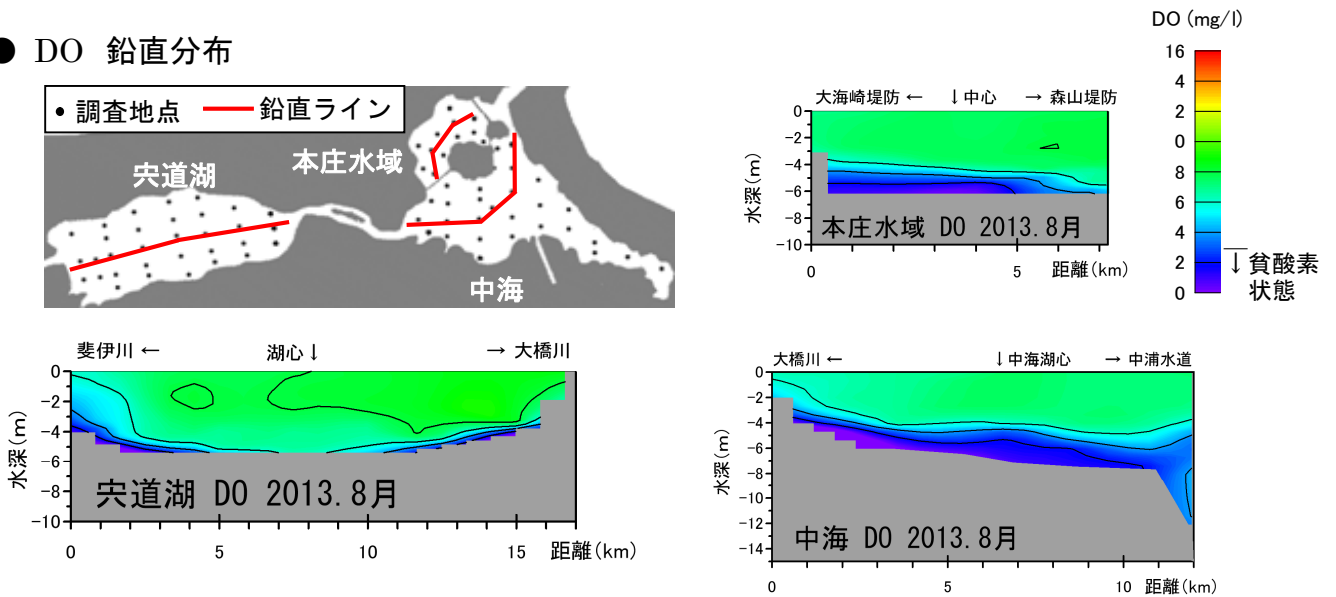 ● DO 鉛直分布
• 調査地点 ― 鉛直ライン
宍道湖
本庄水域
中海
大海崎堤防 ← ↓中心 → 森山堤防
0
-2
-4
-6
-8
-10
水深(m)
本庄水域 DO 2013.8月
0 5 距離(km)
DO (mg/l)
16
4
2
0
8
6
4
2
0
↓貧酸素
状態
斐伊川 ← 湖心↓ → 大橋川
0
-2
-4
-6
-8
-10
水深(m)
宍道湖 DO 2013.8月
0 5 10 15 距離(km)
大橋川 ← ↓中海湖心 → 中浦水道
0
-2
-4
-6
-8
-10
-12
-14
水深(m)
中海 DO 2013.8月
0 5 10 距離(km)